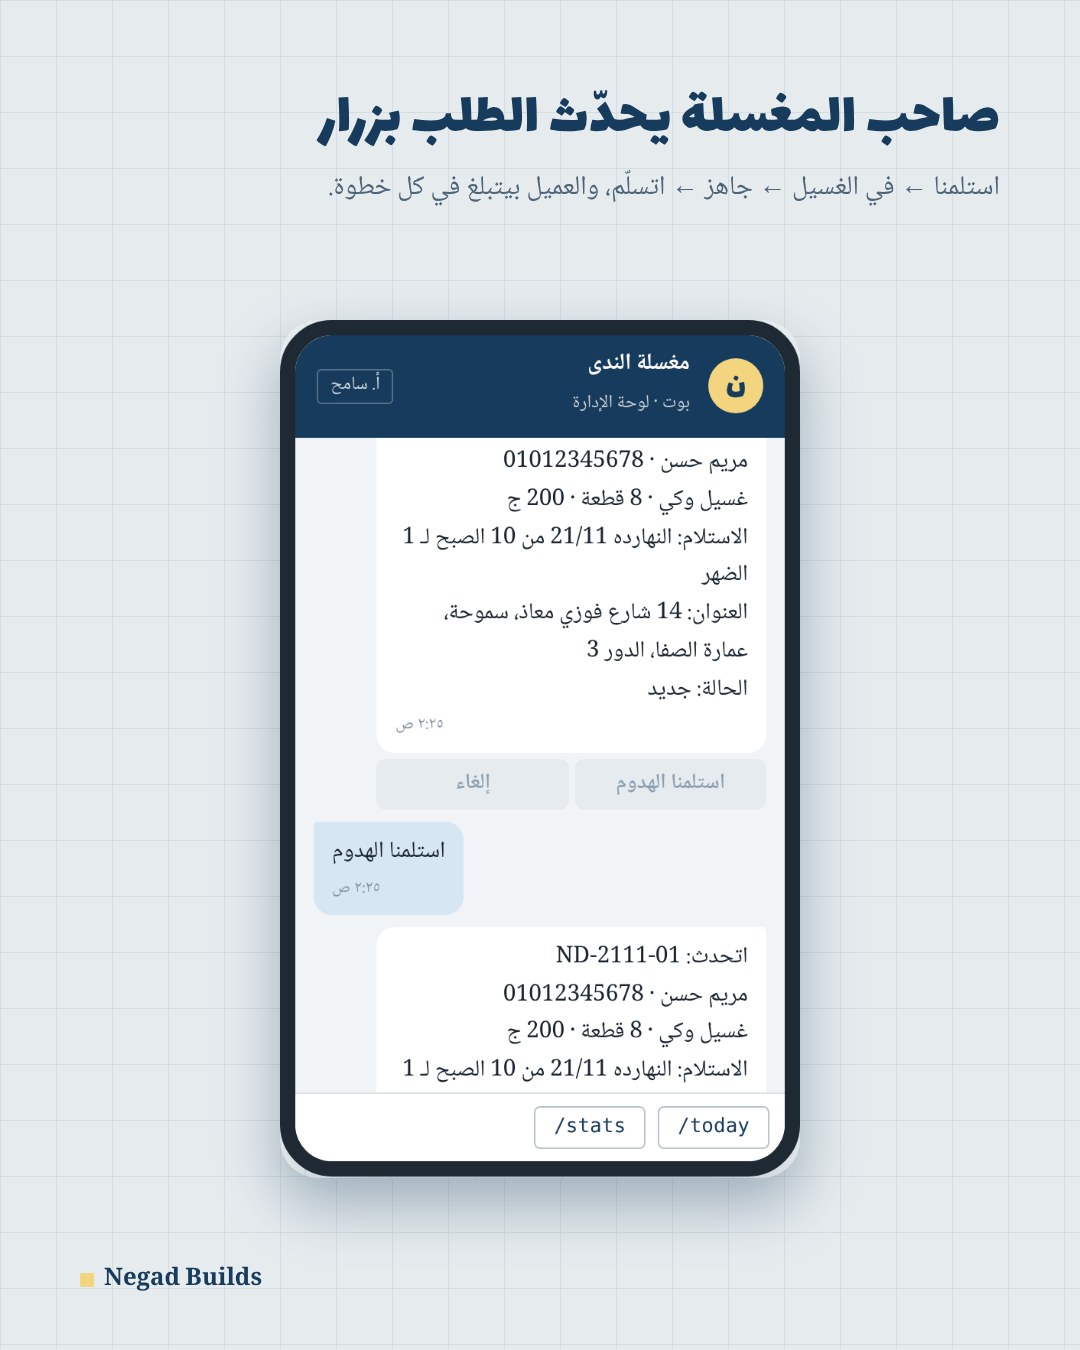 صاحب المغسلة يحدّث الطلب بزرار
استلمنا ← في الغسيل ← جاهز ← اتسلّم، والعميل بيتبلغ في كل خطوة.
ن
مغسلة الندى
بوت · لوحة الإدارة
أ. سامح
مريم حسن · 01012345678
غسيل وكي · 8 قطعة · 200 ج
الاستلام: النهارده 21/11 من 10 الصبح لـ 1
الضهر
العنوان: 14 شارع فوزي معاذ، سموحة،
عمارة الصفا، الدور 3
الحالة: جديد
٢:٢٥ ص
استلمنا الهدوم
إلغاء
استلمنا الهدوم
٢:٢٥ ص
اتحدث: ND-2111-01
مريم حسن · 01012345678
غسيل وكي · 8 قطعة · 200 ج
الاستلام: النهارده 21/11 من 10 الصبح لـ 1
/today
/stats
Negad Builds